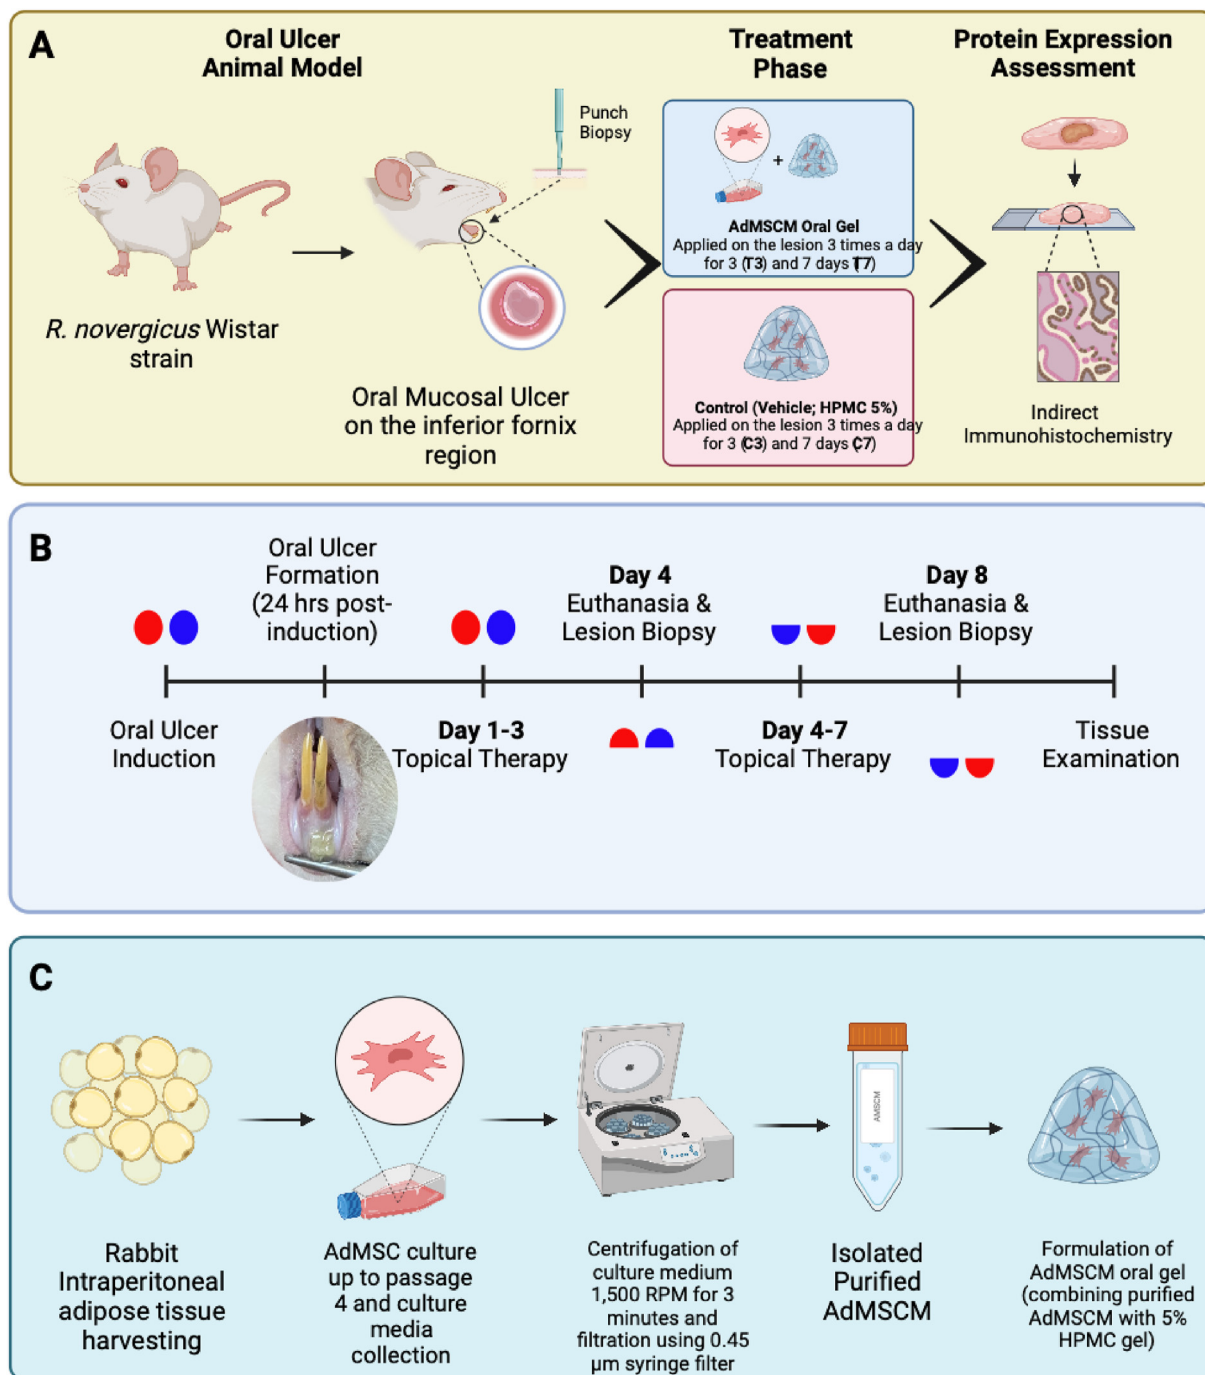 A
Oral Ulcer
Animal Model
Treatment
Phase
Protein Expression
Assessment
Punch
Biopsy
+
AdMSCM Oral Gel
Applied on the lesion 3 times a day
for 3 (T3) and 7 days (T7)
R. novergicus Wistar
strain
Oral Mucosal Ulcer
on the inferior fornix
region
Control (Vehicle; HPMC 5%)
Applied on the lesion 3 times a day
for 3 (C3) and 7 days (C7)
Indirect
Immunohistochemistry
B
Oral Ulcer
Formation
(24 hrs post-
induction)
Day 4
Euthanasia &
Lesion Biopsy
Day 8
Euthanasia &
Lesion Biopsy
Oral Ulcer
Induction
Day 1-3
Topical Therapy
Day 4-7
Topical Therapy
Tissue
Examination
C
AMSCM
Rabbit
Intraperitoneal
adipose tissue
harvesting
AdMSC culture
up to passage
4 and culture
media
collection
Centrifugation of
culture medium
1,500 RPM for 3
minutes and
filtration using 0.45
μm syringe filter
Isolated
Purified
AdMSCM
Formulation of
AdMSCM oral gel
(combining purified
AdMSCM with 5%
HPMC gel)